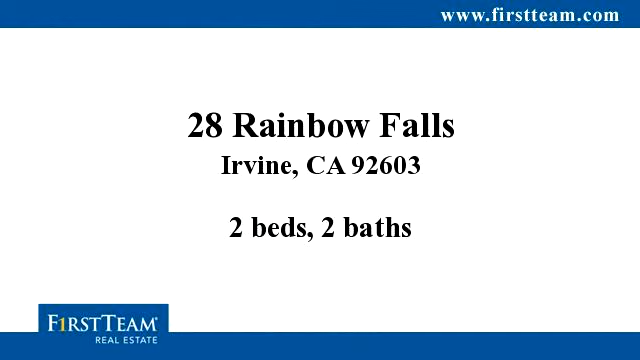 www.firstteam.com
28 Rainbow Falls
Irvine, CA 92603
2 beds, 2 baths
FIRSTTEAM®
REAL ESTATE